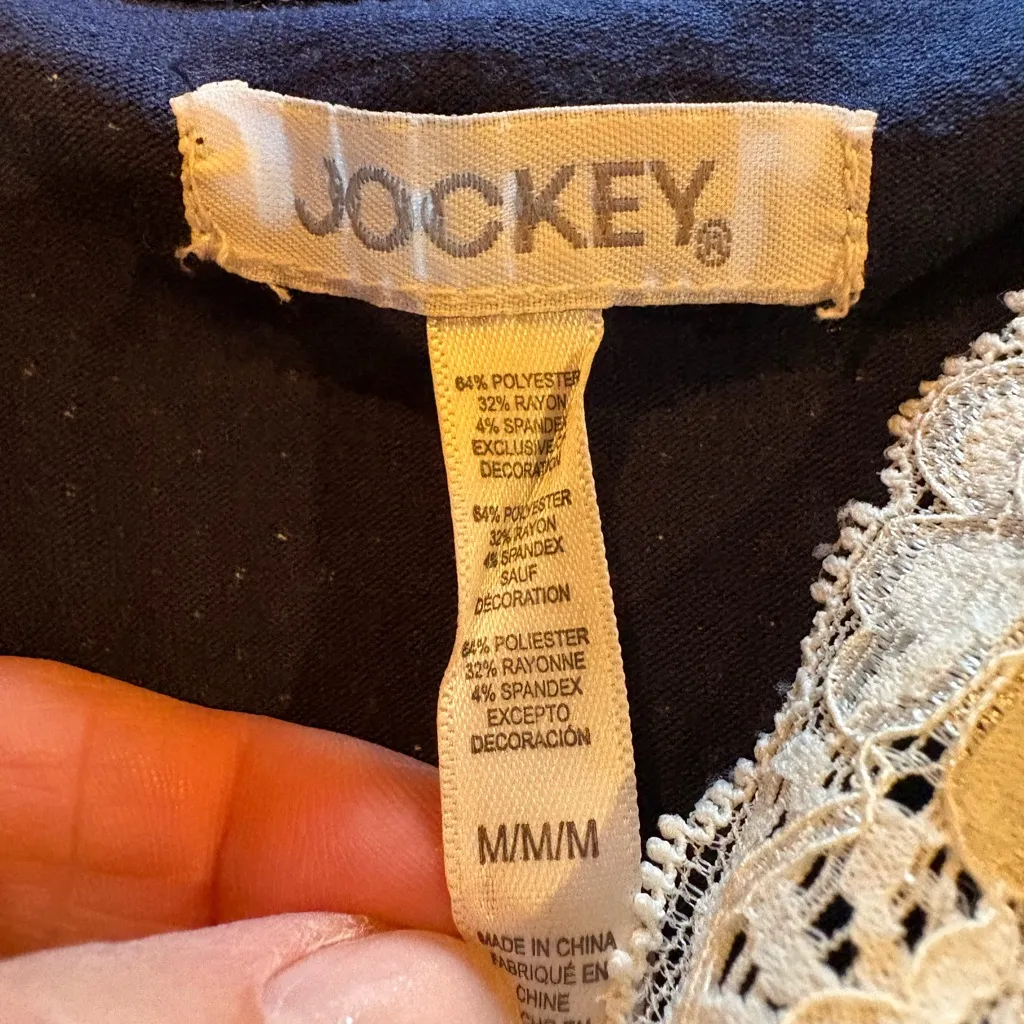 JOCKEY®
64% POLYESTER
32% RAYON
4% SPANDEX
EXCLUSIVE OF
DECORATION
64% POLYESTER
32% RAYON
4% SPANDEX
SAUF
DÉCORATION
64% POLIESTER
32% RAYONNE
4% SPANDEX
EXCEPTO
DECORACIÓN
M/M/M
MADE IN CHINA
FABRIQUÉ EN
CHINE